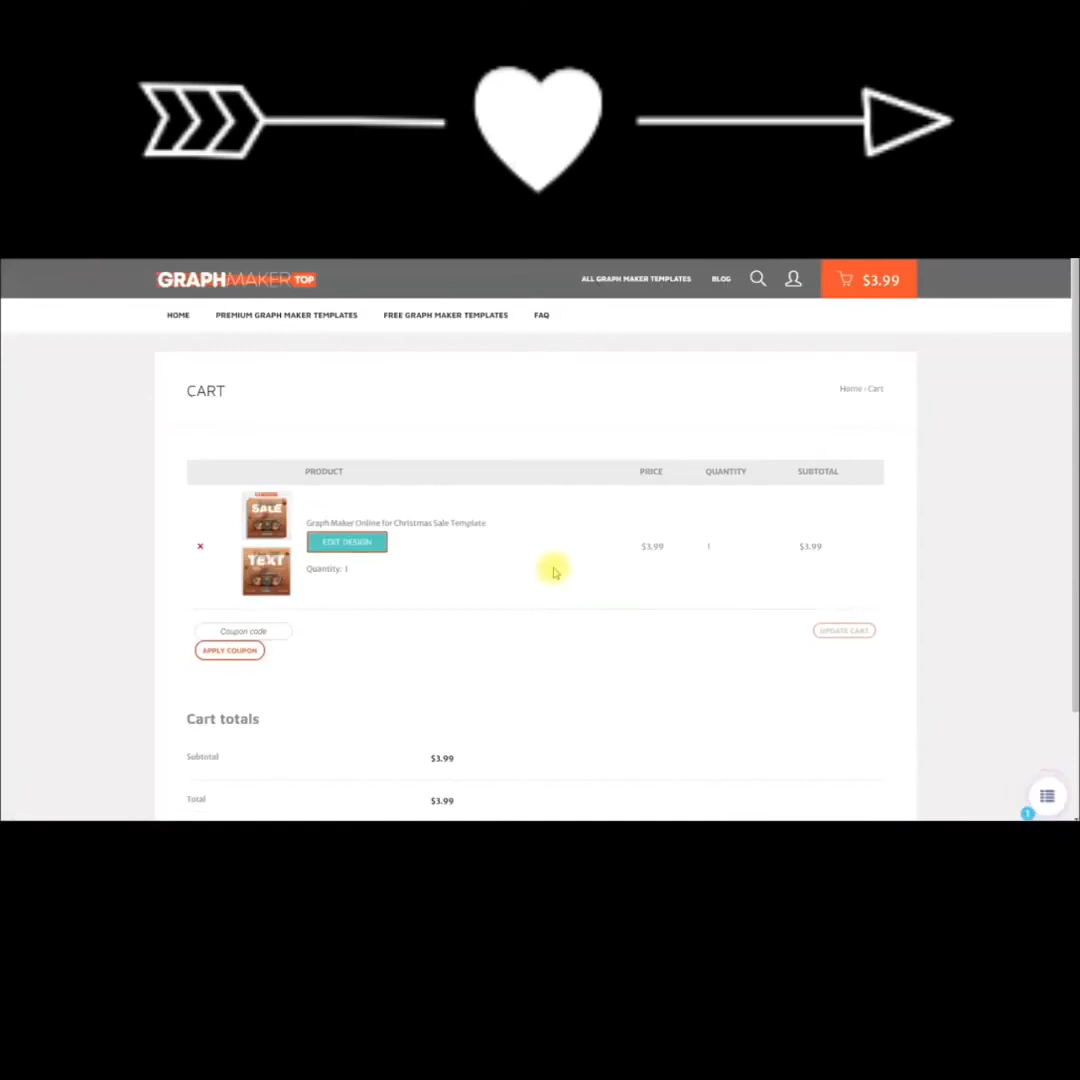 GRAPHMAKER TOP
ALL GRAPH MAKER TEMPLATES BLOG $3.99
HOME PREMIUM GRAPH MAKER TEMPLATES FREE GRAPH MAKER TEMPLATES FAQ
CART
Home › Cart
PRODUCT PRICE QUANTITY SUBTOTAL
SALE
TEXT
Graph Maker Online for Christmas Sale Template
EDIT DESIGN
Quantity: 1
× $3.99 1 $3.99
Coupon code
APPLY COUPON
UPDATE CART
Cart totals
Subtotal $3.99
Total $3.99
1